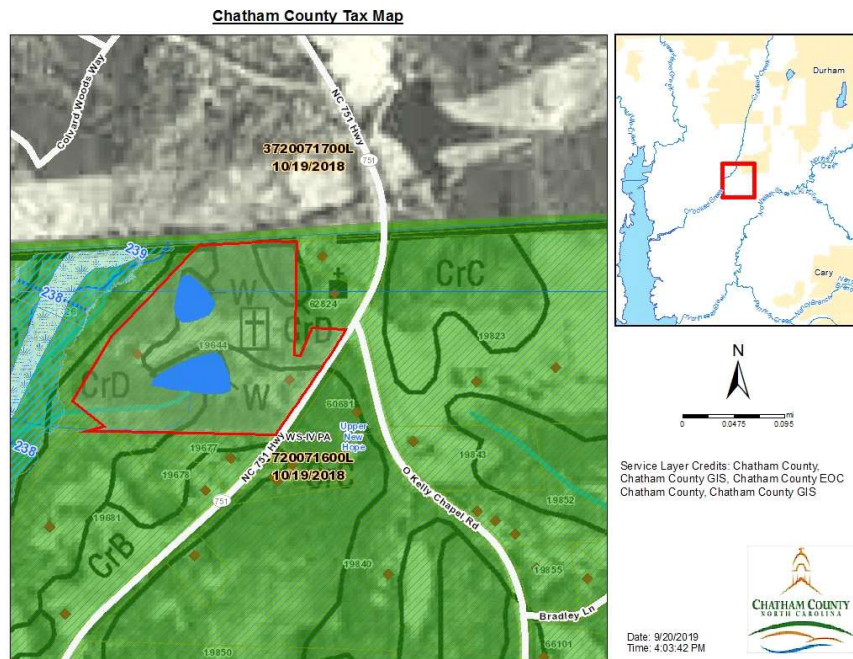 Chatham County Tax Map
Colvard Woods Way
NC 751 Hwy
751
3720071700L
10/19/2018
239
238
238
W
CrD
CrC
62824
19823
19644
CrD
W
60681
Upper
New
Hope
WS-IV PA
3720071600L
10/19/2018
19677
19678
NC 751 Hwy
751
19681
CrB
19843
O Kelly Chapel Rd
19852
19840
19855
Bradley Ln
66101
19850
Durham
Cary
N
mi
0 0.0475 0.095
Service Layer Credits: Chatham County,
Chatham County GIS, Chatham County EOC
Chatham County, Chatham County GIS
CHATHAM COUNTY
NORTH CAROLINA
Date: 9/20/2019
Time: 4:03:42 PM